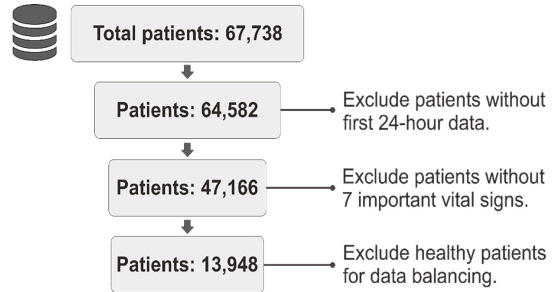 Total patients: 67,738
Patients: 64,582
Exclude patients without
first 24-hour data.
Patients: 47,166
Exclude patients without
7 important vital signs.
Patients: 13,948
Exclude healthy patients
for data balancing.